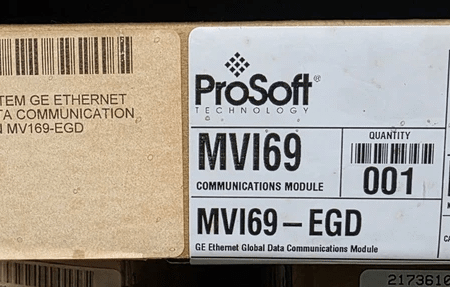 TEM GE ETHERNET
TA COMMUNICATION
MV169-EGD
ProSoft®
TECHNOLOGY
MVI69
COMMUNICATIONS MODULE
QUANTITY
001
MVI69-EGD
GE Ethernet Global Data Communications Module
2173610